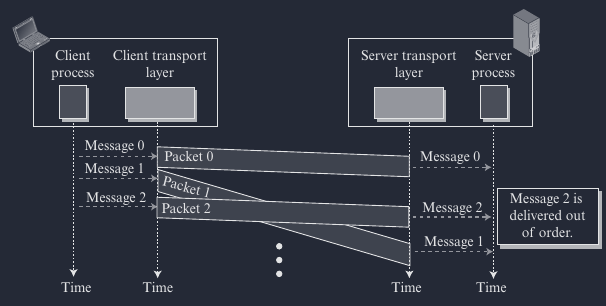 Client
process
Client transport
layer
Server transport
layer
Server
process
Message 0
Packet 0
Message 0
Message 1
Packet 1
Message 2
Packet 2
Message 2
Message 2 is
delivered out
of order.
Message 1
Time
Time
Time
Time